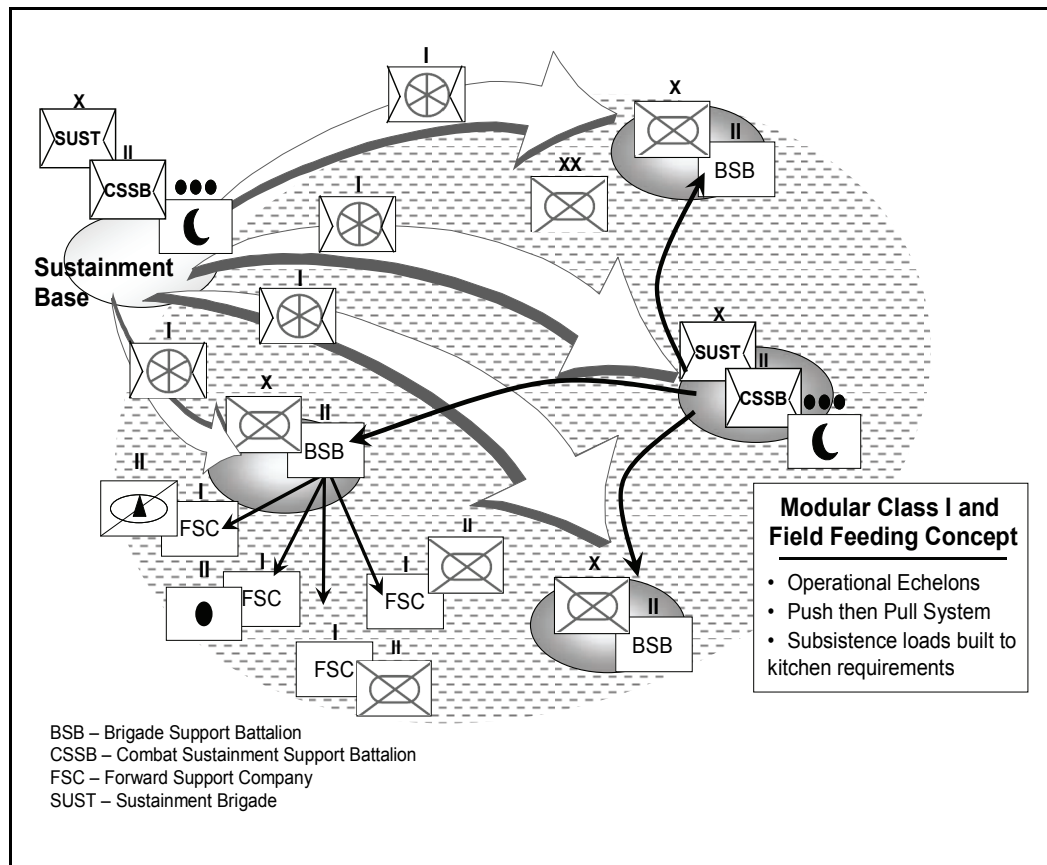 I
X
SUST
II
CSSB
X
II
BSB
XX
I
Sustainment
Base
I
I
X
SUST
II
CSSB
X
II
BSB
II
I
FSC
II
I
FSC
II
I
FSC
I
FSC
II
X
II
BSB
Modular Class I and
Field Feeding Concept
• Operational Echelons
• Push then Pull System
• Subsistence loads built to
kitchen requirements
BSB – Brigade Support Battalion
CSSB – Combat Sustainment Support Battalion
FSC – Forward Support Company
SUST – Sustainment Brigade